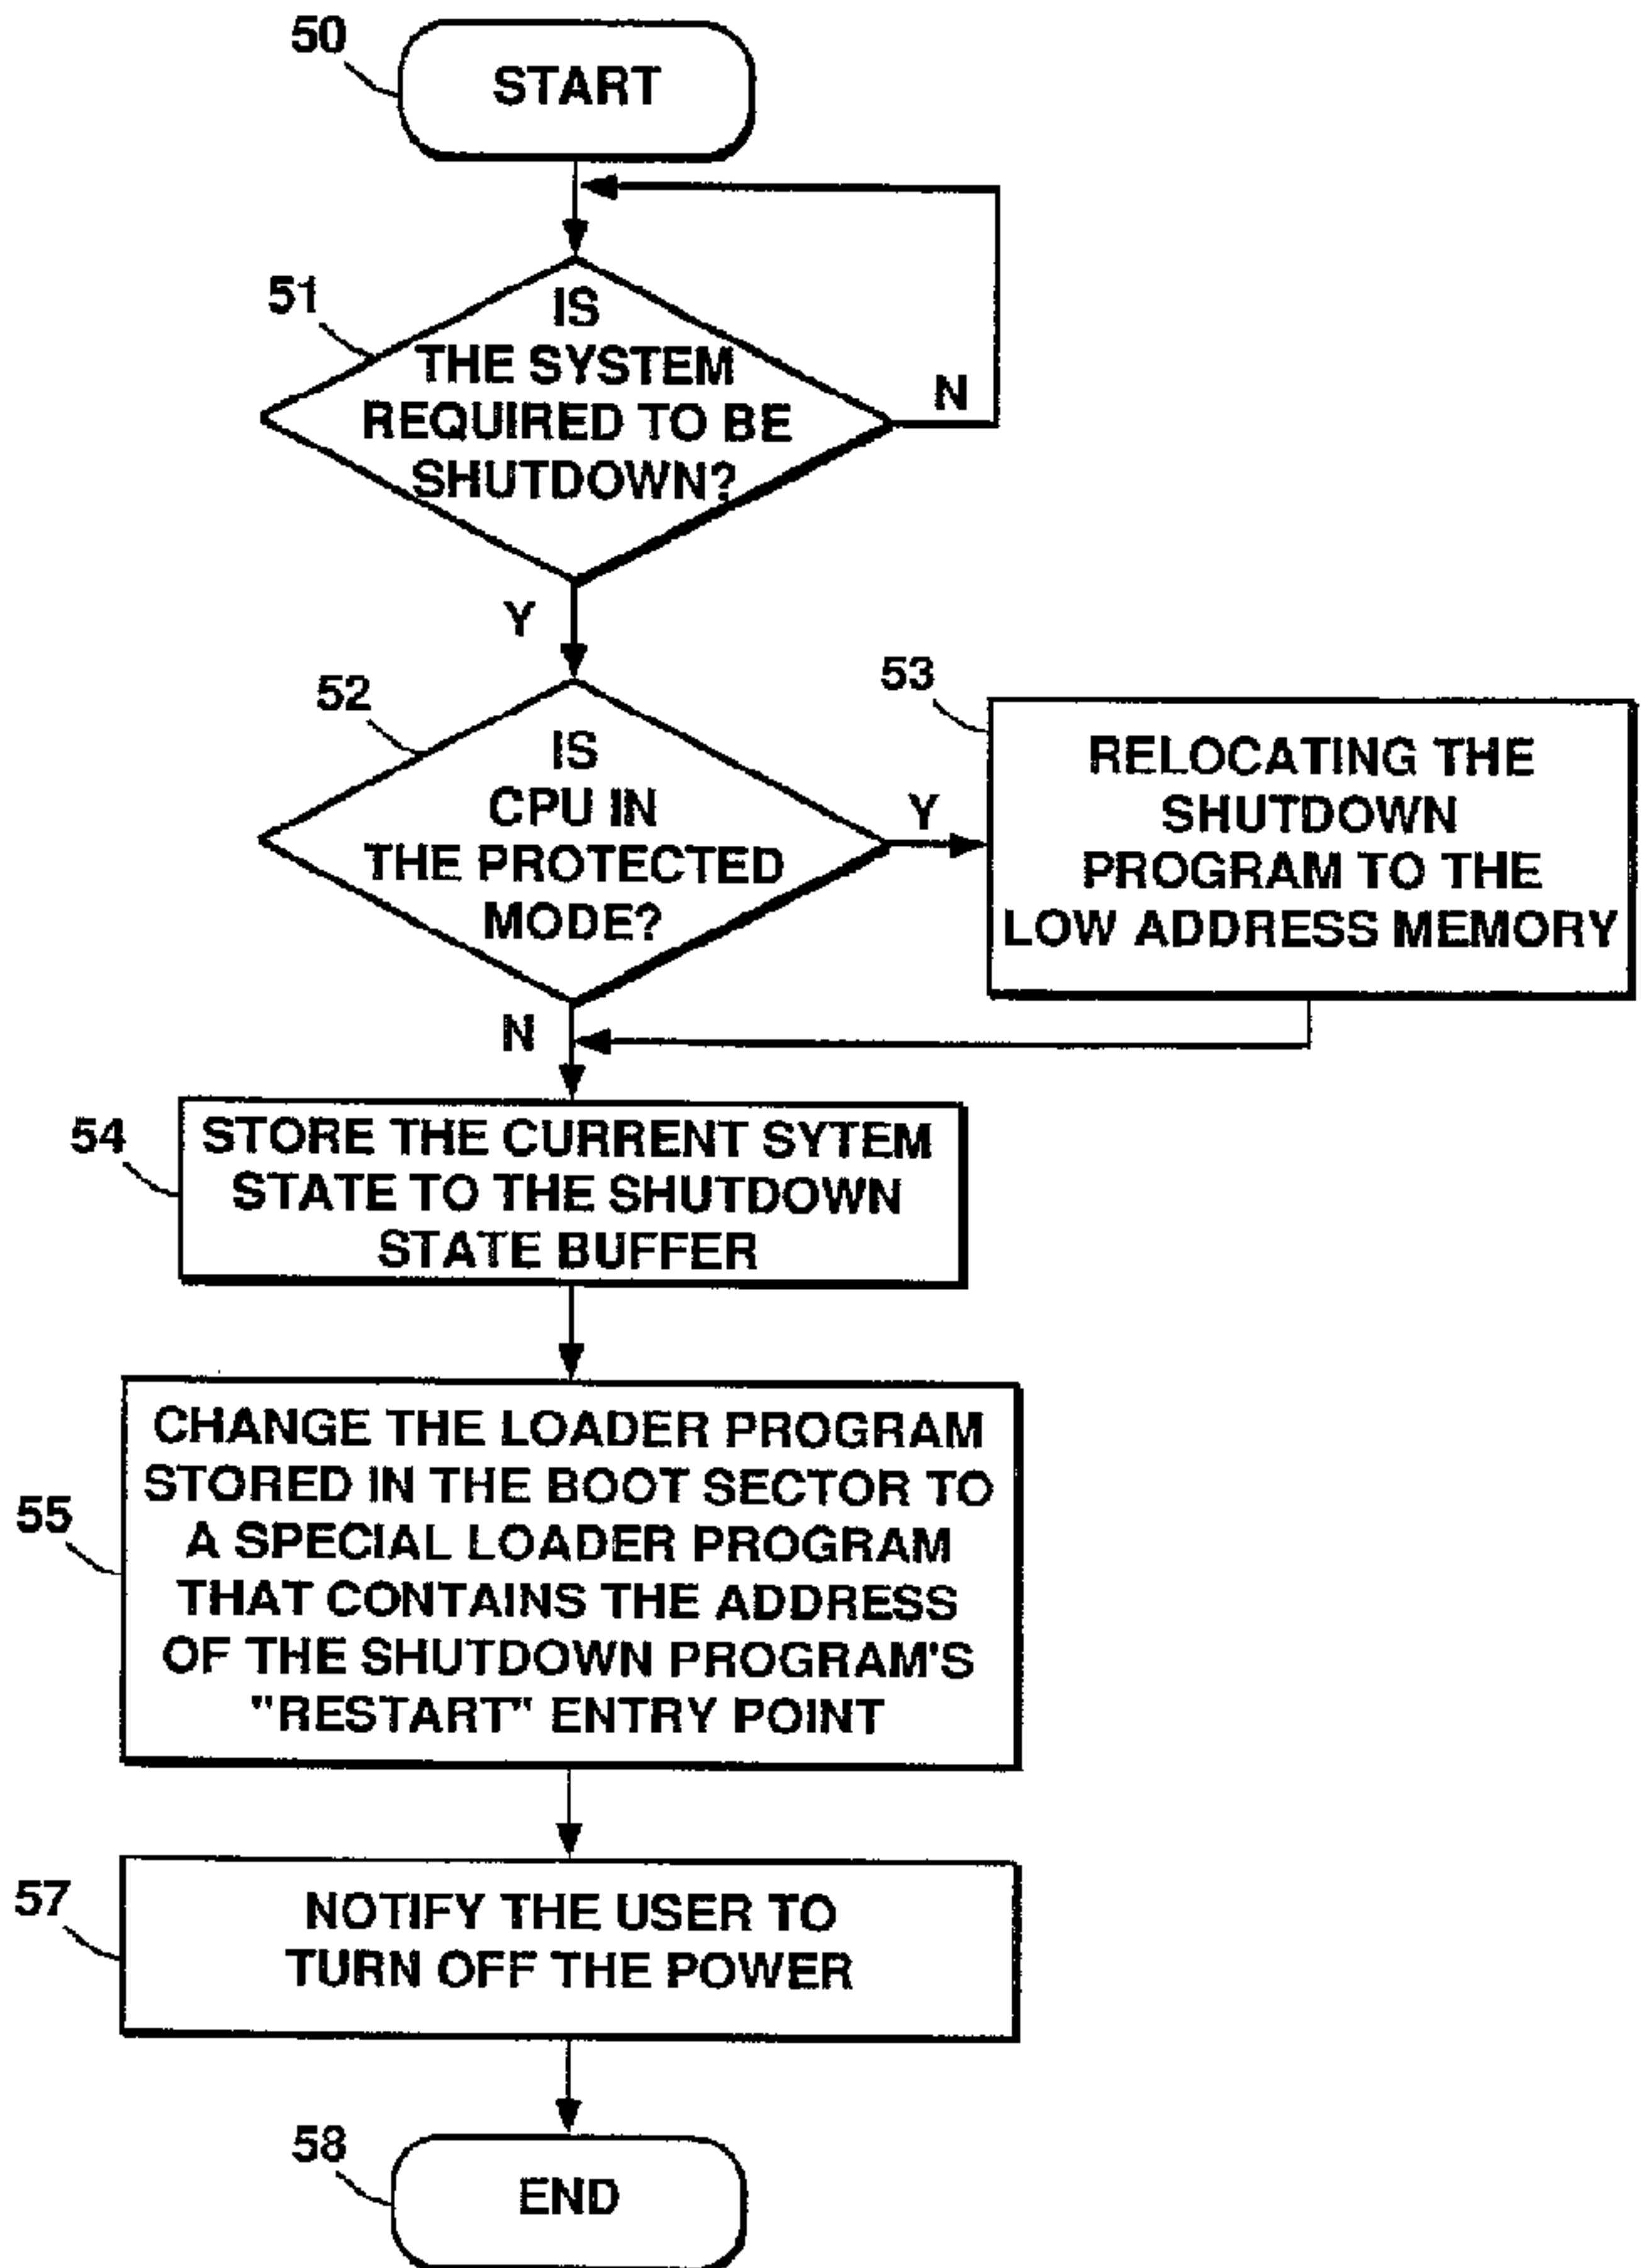 50
START
51
IS
THE SYSTEM
REQUIRED TO BE
SHUTDOWN?
N
Y
52
IS
CPU IN
THE PROTECTED
MODE?
Y
53
RELOCATING THE
SHUTDOWN
PROGRAM TO THE
LOW ADDRESS MEMORY
N
54
STORE THE CURRENT SYTEM
STATE TO THE SHUTDOWN
STATE BUFFER
55
CHANGE THE LOADER PROGRAM
STORED IN THE BOOT SECTOR TO
A SPECIAL LOADER PROGRAM
THAT CONTAINS THE ADDRESS
OF THE SHUTDOWN PROGRAM'S
"RESTART" ENTRY POINT
57
NOTIFY THE USER TO
TURN OFF THE POWER
58
END